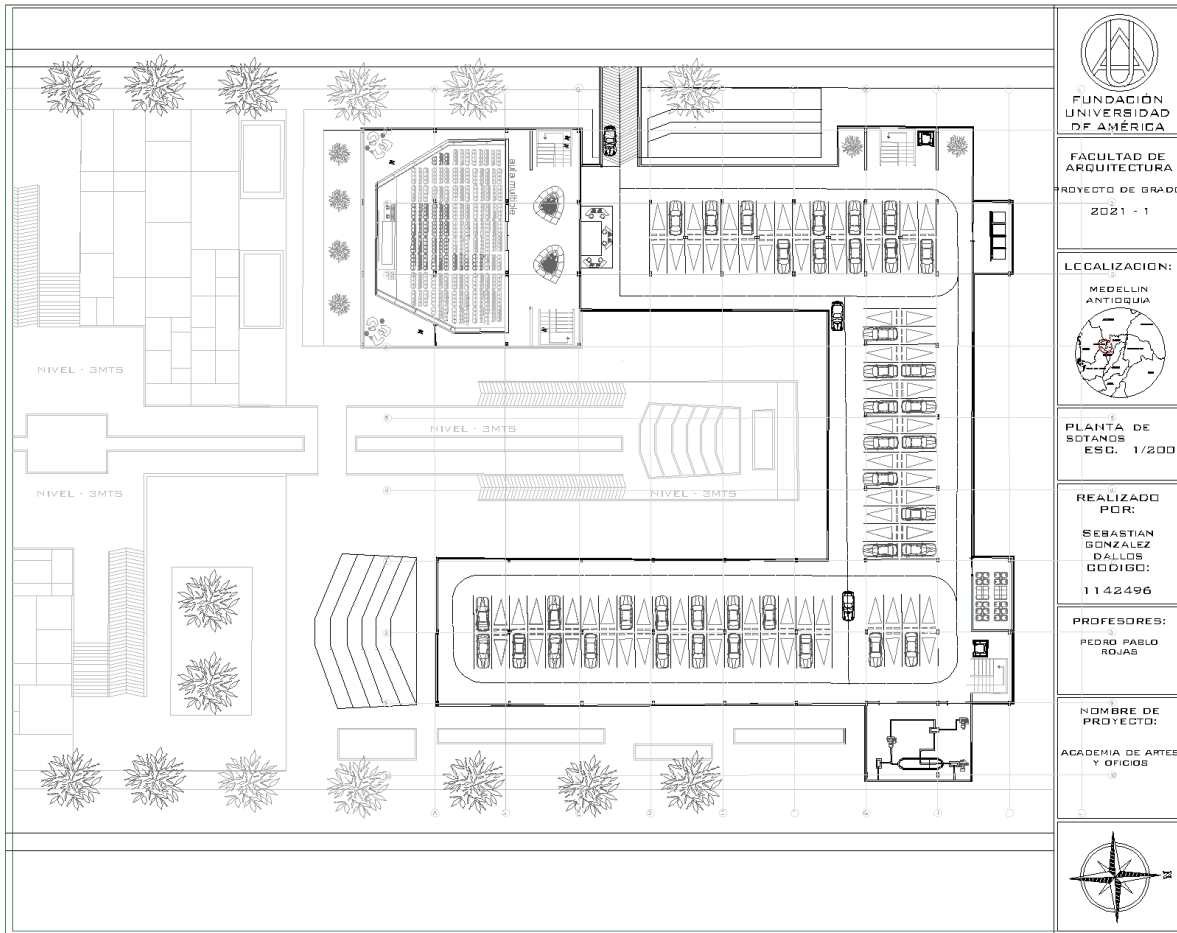 FUNDACIÓN
UNIVERSIDAD
DE AMÉRICA
FACULTAD DE
ARQUITECTURA
PROYECTO DE GRADO
2021 - 1
LOCALIZACION:
MEDELLIN
ANTIOQUIA
PLANTA DE
SOTANOS
ESC. 1/200
REALIZADO
POR:
SEBASTIAN
GONZALEZ
DALLOS
CODIGO:
1142496
PROFESORES:
PEDRO PABLO
ROJAS
NOMBRE DE
PROYECTO:
ACADEMIA DE ARTES
Y OFICIOS
aula multiple
NIVEL - 3MTS
NIVEL - 3MTS
NIVEL - 3MTS
NIVEL - 3MTS